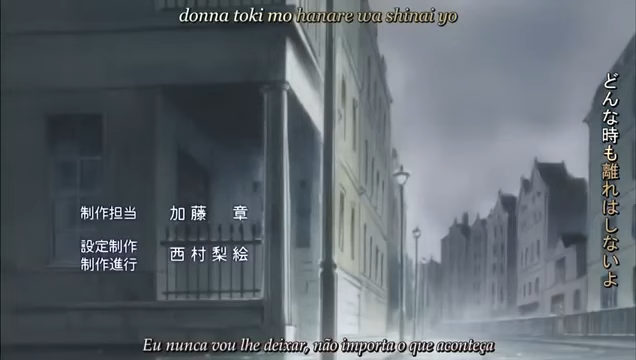 donna toki mo hanare wa shinai yo
どんな時も離れはしないよ
制作担当 加藤 章
設定制作
制作進行 西村梨絵
Eu nunca vou lhe deixar, não importa o que aconteça